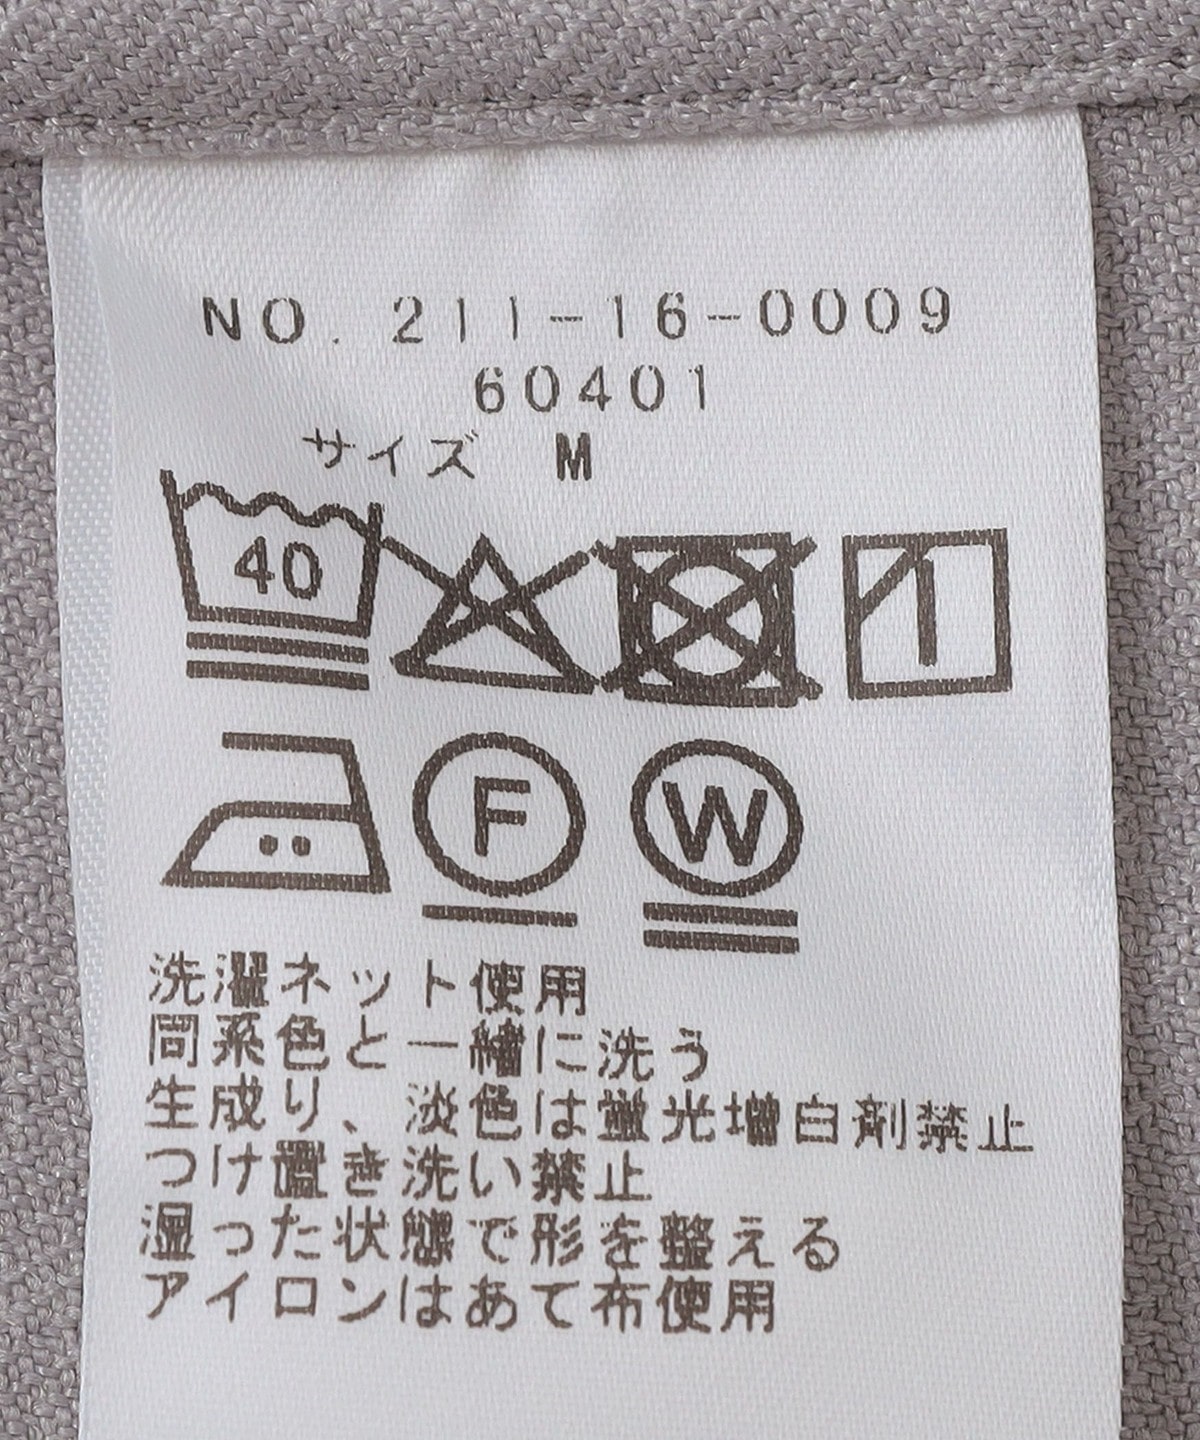 NO. 211-16-0009
60401
サイズ M
40
F W
洗濯ネット使用
同系色と一緒に洗う
生成り、淡色は蛍光増白剤禁止
つけ置き洗い禁止
湿った状態で形を整える
アイロンはあて布使用